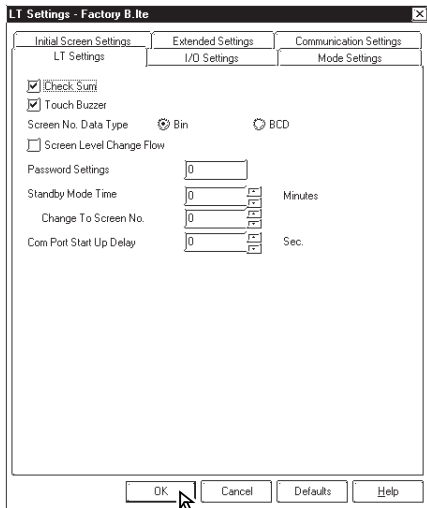 LT Settings - Factory B.lte
Initial Screen Settings Extended Settings Communication Settings
LT Settings I/O Settings Mode Settings
Check Sum
Touch Buzzer
Screen No. Data Type Bin BCD
Screen Level Change Flow
Password Settings 0
Standby Mode Time 0 Minutes
Change To Screen No. 0
Com Port Start Up Delay 0 Sec.
OK Cancel Defaults Help